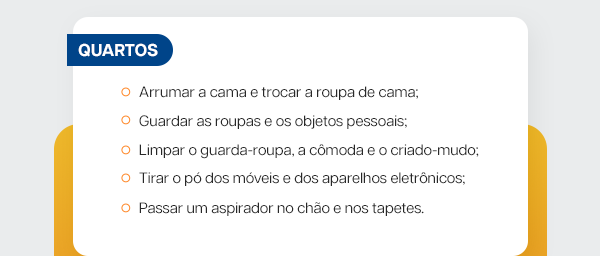 QUARTOS
Arrumar a cama e trocar a roupa de cama;
Guardar as roupas e os objetos pessoais;
Limpar o guarda-roupa, a cômoda e o criado-mudo;
Tirar o pó dos móveis e dos aparelhos eletrônicos;
Passar um aspirador no chão e nos tapetes.